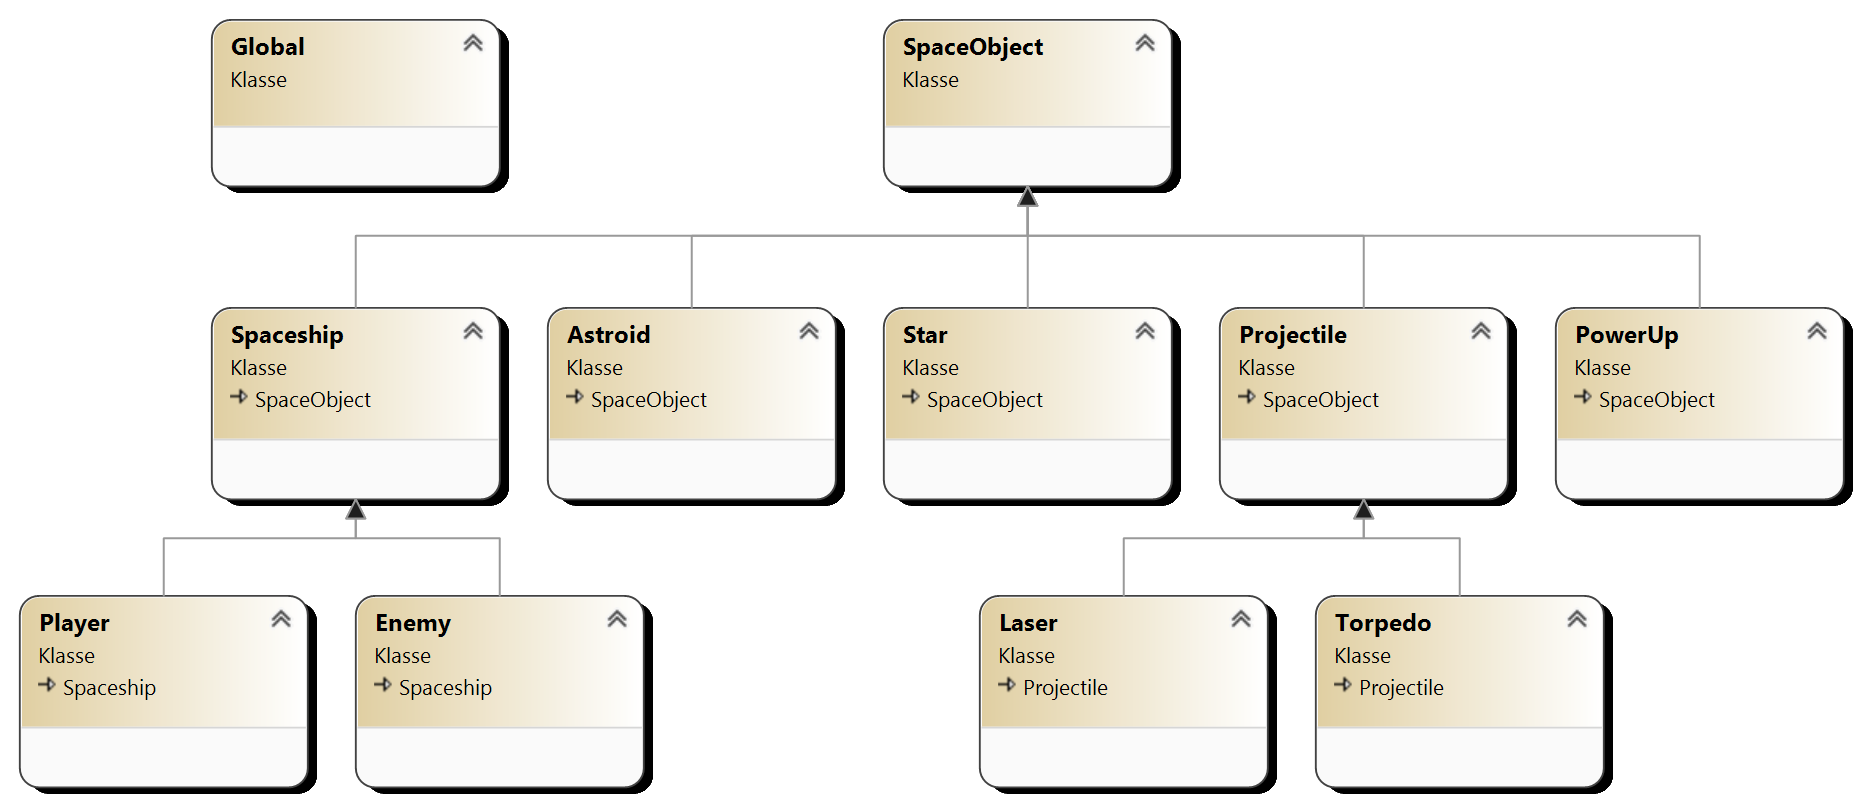 Global
Klasse
SpaceObject
Klasse
Spaceship
Klasse
SpaceObject
Astroid
Klasse
SpaceObject
Star
Klasse
SpaceObject
Projectile
Klasse
SpaceObject
PowerUp
Klasse
SpaceObject
Player
Klasse
Spaceship
Enemy
Klasse
Spaceship
Laser
Klasse
Projectile
Torpedo
Klasse
Projectile